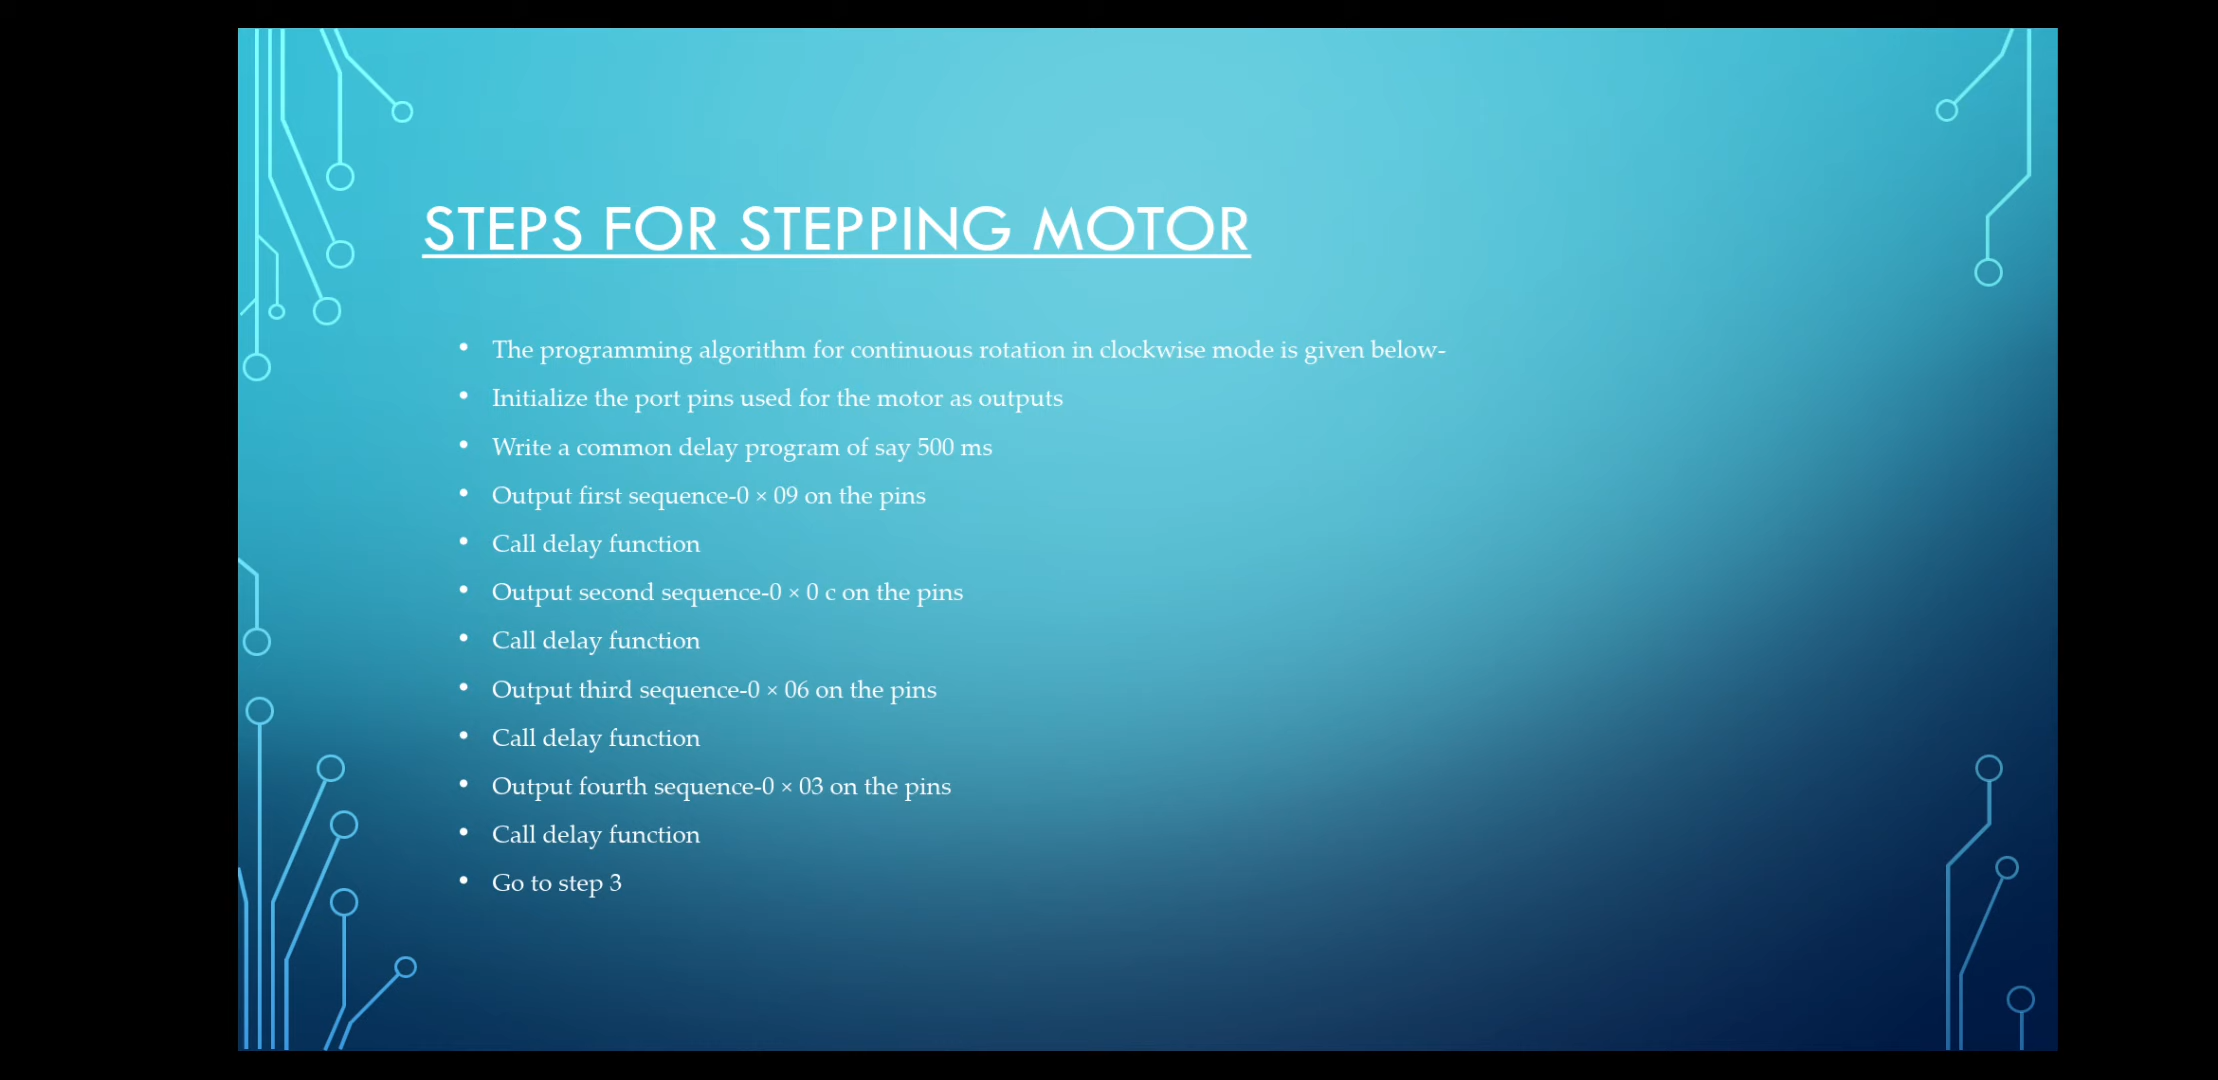 STEPS FOR STEPPING MOTOR
• The programming algorithm for continuous rotation in clockwise mode is given below-
• Initialize the port pins used for the motor as outputs
• Write a common delay program of say 500 ms
• Output first sequence-0 × 09 on the pins
• Call delay function
• Output second sequence-0 × 0 c on the pins
• Call delay function
• Output third sequence-0 × 06 on the pins
• Call delay function
• Output fourth sequence-0 × 03 on the pins
• Call delay function
• Go to step 3